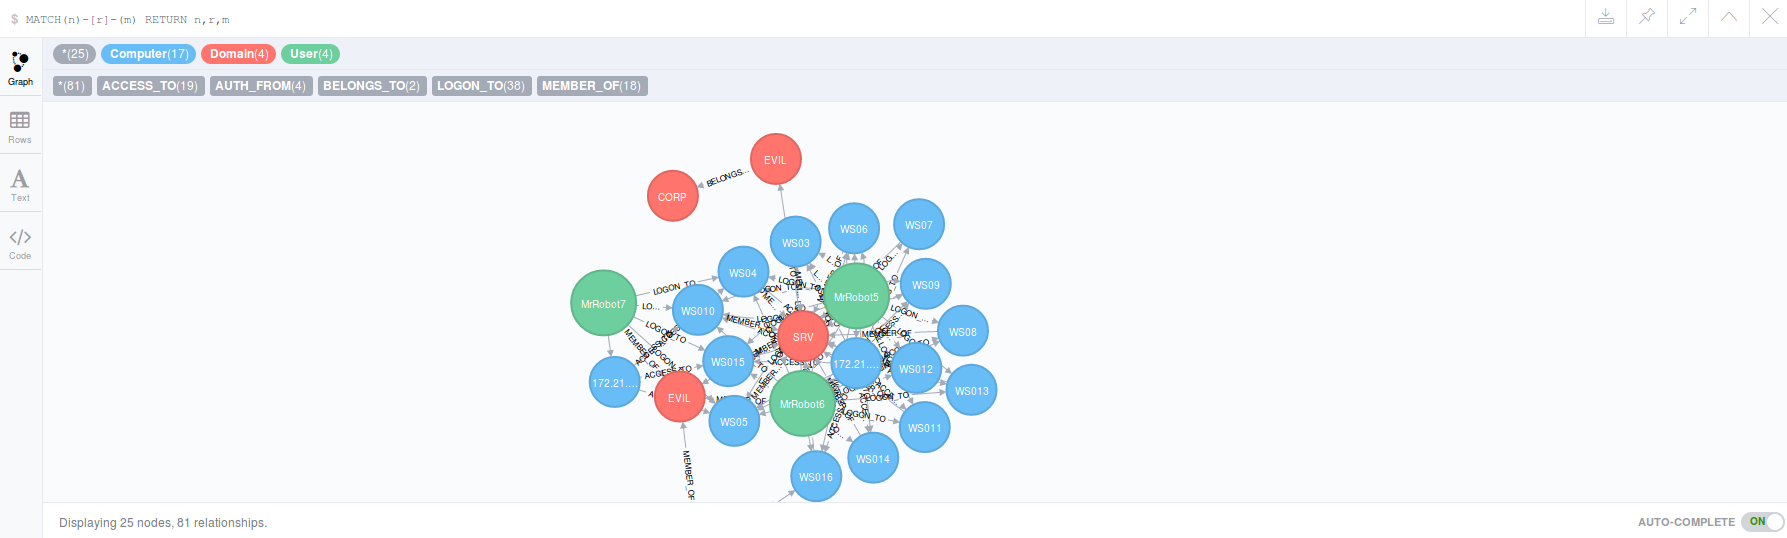 $ MATCH(n)-[r]-(m) RETURN n,r,m
Graph
Rows
Text
Code
*(25) Computer(17) Domain(4) User(4)
*(81) ACCESS_TO(19) AUTH_FROM(4) BELONGS_TO(2) LOGON_TO(38) MEMBER_OF(18)
EVIL
BELONGS...
CORP
WS07
WS06
WS03
WS04
WS09
MrRobot5
MrRobot7
LOGON_TO
LO...
WS010
WS08
SRV
WS015
172.21....
WS012
172.21....
ACCESS_TO
WS013
EVIL
MrRobot6
WS05
WS011
WS014
WS016
MEMBER_OF
LOGON_TO
LOGON_...
MEMBER_OF
Displaying 25 nodes, 81 relationships.
AUTO-COMPLETE ON